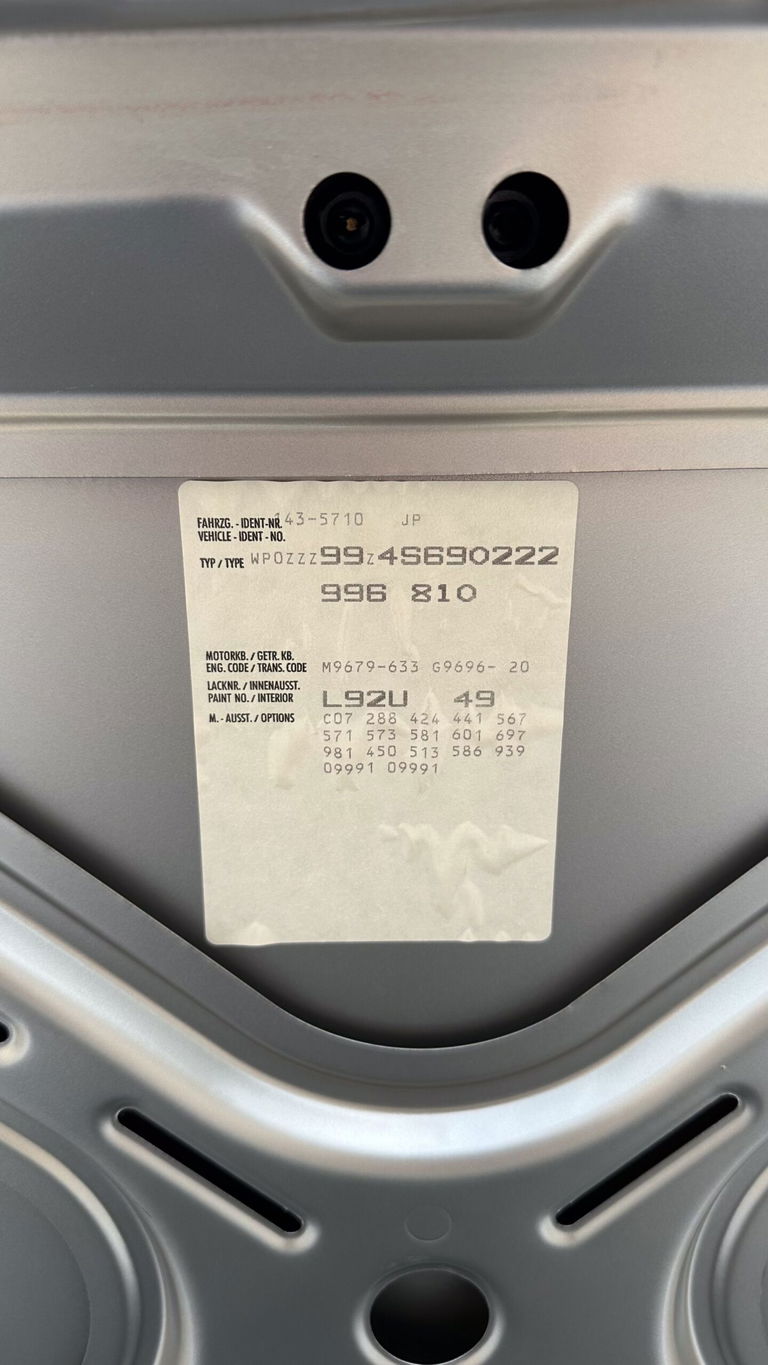 FAHRZG. - IDENT-NR. 143-5710 JP
VEHICLE - IDENT - NO.
TYP / TYPE WP0ZZZ99Z4S690222
996 810
MOTORKB. / GETR. KB.
ENG. CODE / TRANS. CODE M9679-633 G9696- 20
LACKNR. / INNENAUSST.
PAINT NO. / INTERIOR L92U 49
M. - AUSST. / OPTIONS C07 288 424 441 567
571 573 581 601 697
981 450 513 586 939
09991 09991